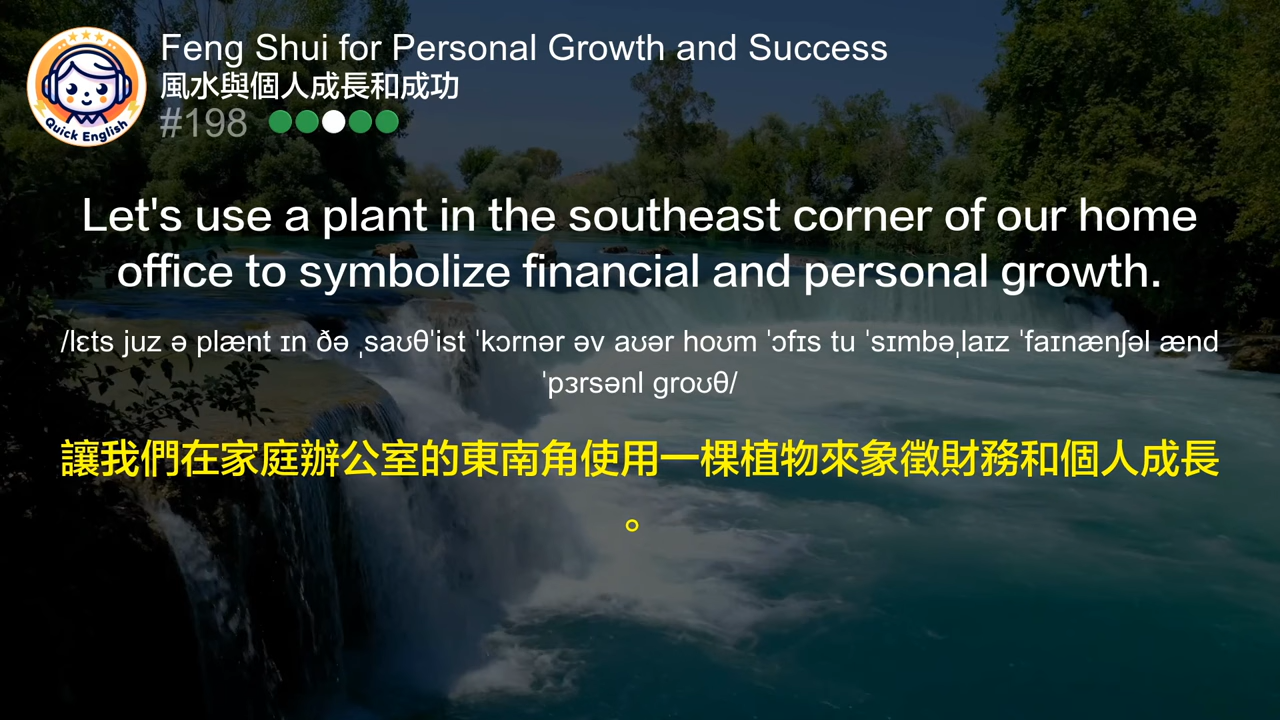 Feng Shui for Personal Growth and Success
風水與個人成長和成功
#198
Quick English
Let's use a plant in the southeast corner of our home
office to symbolize financial and personal growth.
/lɛts juz ə plænt ɪn ðə ˌsaʊθˈist ˈkɔrnər əv aʊər hoʊm ˈɔfɪs tu ˈsɪmbəˌlaɪz ˈfaɪnænʃəl ænd
ˈpɜrsənl groʊθ/
讓我們在家庭辦公室的東南角使用一棵植物來象徵財務和個人成長
。